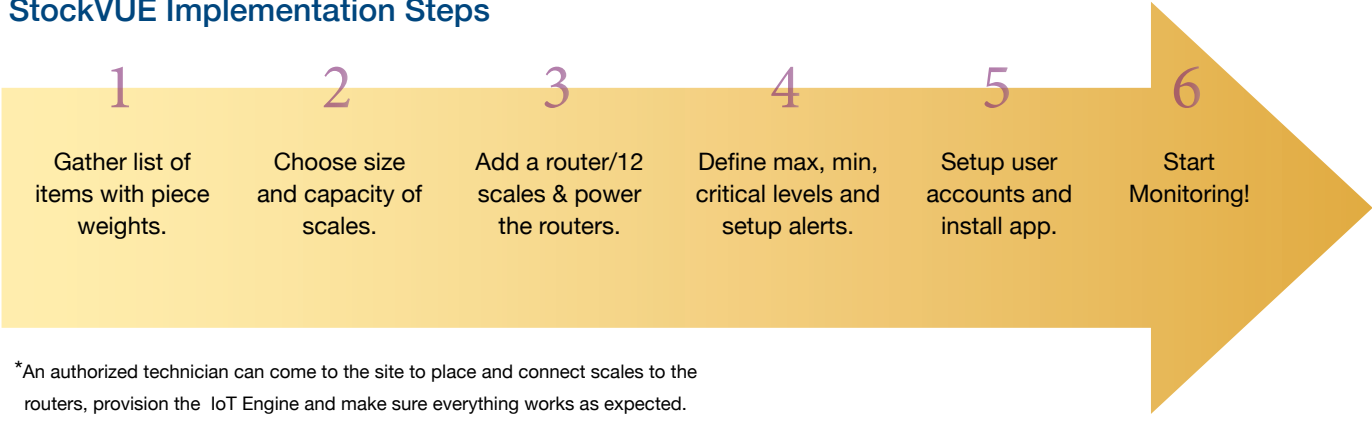 StockVUE Implementation Steps
1
Gather list of
items with piece
weights.
2
Choose size
and capacity of
scales.
3
Add a router/12
scales & power
the routers.
4
Define max, min,
critical levels and
setup alerts.
5
Setup user
accounts and
install app.
6
Start
Monitoring!
*An authorized technician can come to the site to place and connect scales to the
routers, provision the IoT Engine and make sure everything works as expected.